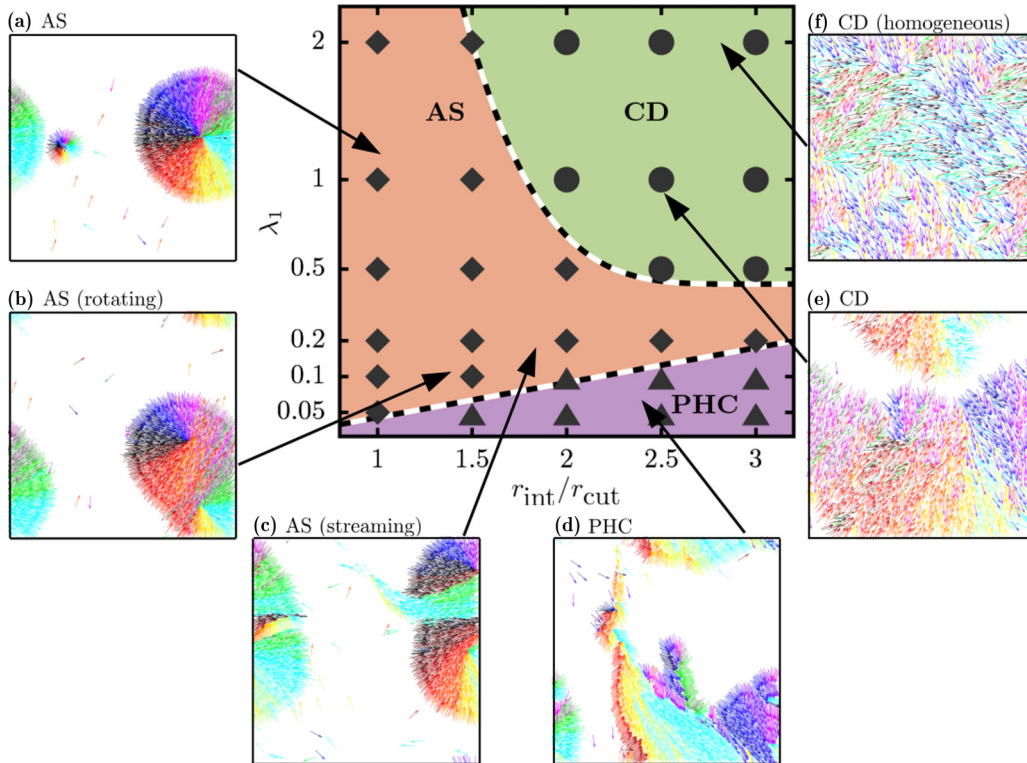 (a) AS
(f) CD (homogeneous)
2
AS
CD
1
λ₁
0.5
(b) AS (rotating)
(e) CD
0.2
0.1
PHC
0.05
1 1.5 2 2.5 3
r_int/r_cut
(c) AS (streaming)
(d) PHC